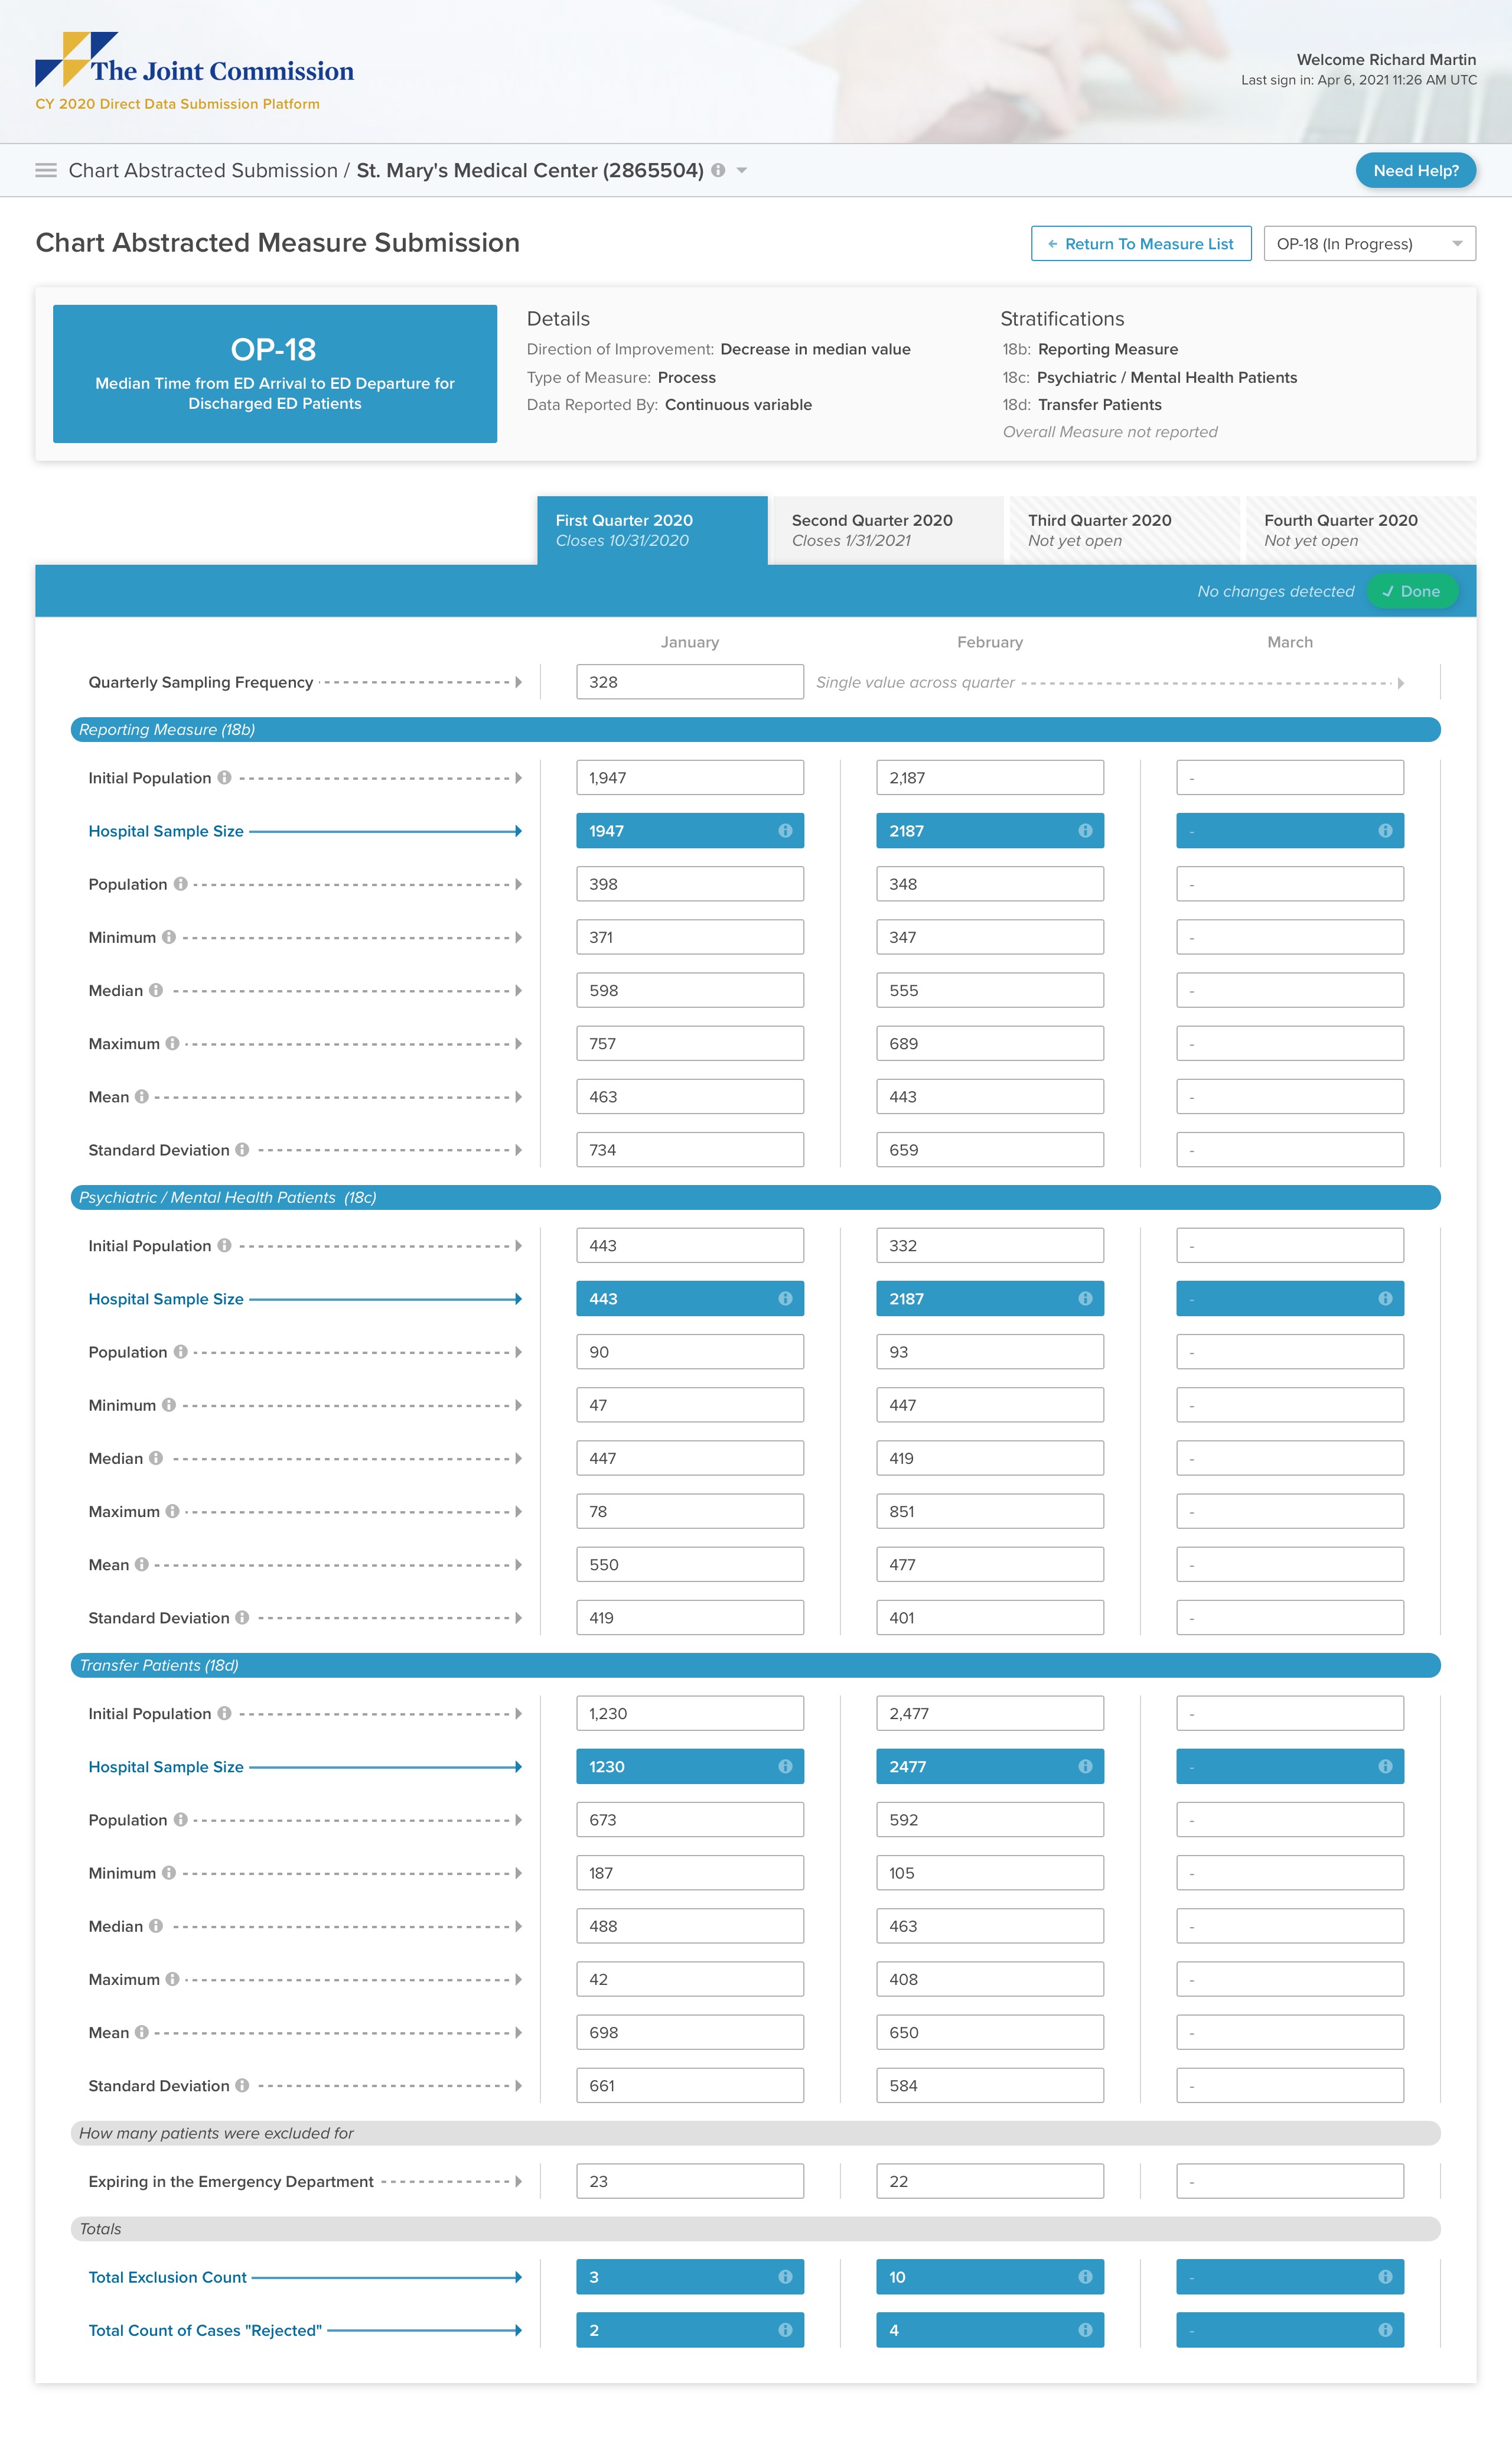 The Joint Commission
CY 2020 Direct Data Submission Platform
Welcome Richard Martin
Last sign in: Apr 6, 2021 11:26 AM UTC
Chart Abstracted Submission / St. Mary's Medical Center (2865504)
Need Help?
Chart Abstracted Measure Submission
Return To Measure List
OP-18 (In Progress)
OP-18
Median Time from ED Arrival to ED Departure for
Discharged ED Patients
Details
Direction of Improvement: Decrease in median value
Type of Measure: Process
Data Reported By: Continuous variable
Stratifications
18b: Reporting Measure
18c: Psychiatric / Mental Health Patients
18d: Transfer Patients
Overall Measure not reported
First Quarter 2020
Closes 10/31/2020
Second Quarter 2020
Closes 1/31/2021
Third Quarter 2020
Not yet open
Fourth Quarter 2020
Not yet open
No changes detected
Done
January February March
Quarterly Sampling Frequency 328 Single value across quarter
Reporting Measure (18b)
Initial Population 1,947 2,187 -
Hospital Sample Size 1947 2187 -
Population 398 348 -
Minimum 371 347 -
Median 598 555 -
Maximum 757 689 -
Mean 463 443 -
Standard Deviation 734 659 -
Psychiatric / Mental Health Patients (18c)
Initial Population 443 332 -
Hospital Sample Size 443 2187 -
Population 90 93 -
Minimum 47 447 -
Median 447 419 -
Maximum 78 851 -
Mean 550 477 -
Standard Deviation 419 401 -
Transfer Patients (18d)
Initial Population 1,230 2,477 -
Hospital Sample Size 1230 2477 -
Population 673 592 -
Minimum 187 105 -
Median 488 463 -
Maximum 42 408 -
Mean 698 650 -
Standard Deviation 661 584 -
How many patients were excluded for
Expiring in the Emergency Department 23 22 -
Totals
Total Exclusion Count 3 10 -
Total Count of Cases "Rejected" 2 4 -